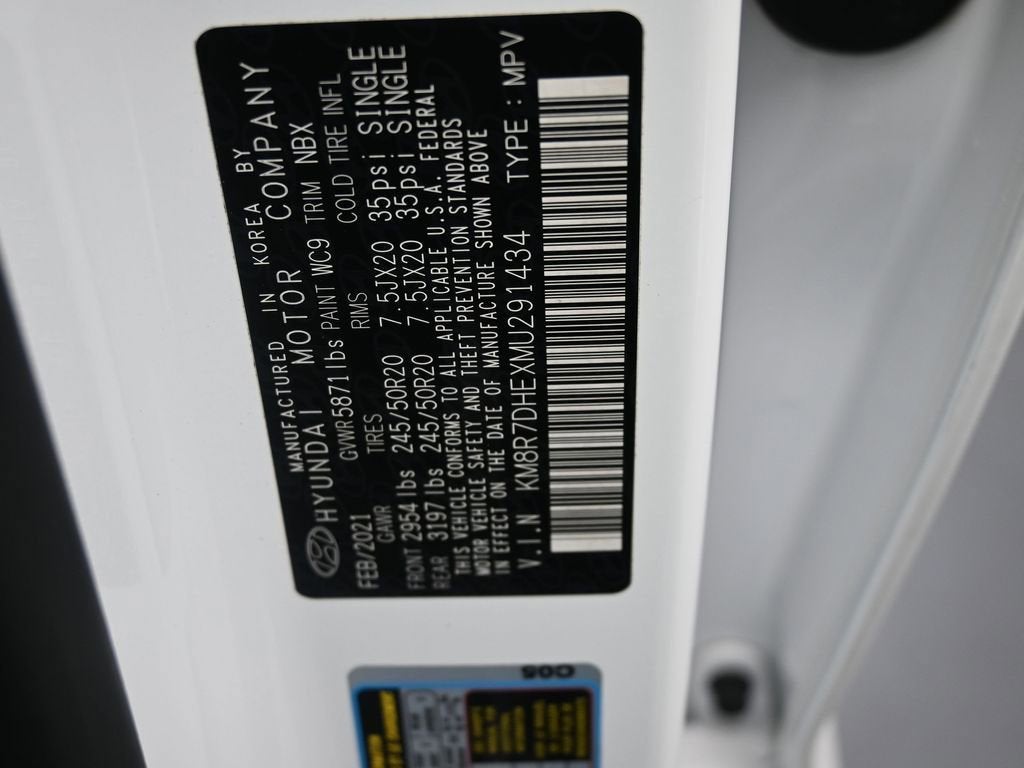 MANUFACTURED IN KOREA BY
HYUNDAI MOTOR COMPANY
FEB/2021 GVWR5871lbs PAINT WC9 TRIM NBX
GAWR TIRES RIMS COLD TIRE INFL
FRONT 2954lbs 245/50R20 7.5JX20 35psi SINGLE
REAR 3197lbs 245/50R20 7.5JX20 35psi SINGLE
THIS VEHICLE CONFORMS TO ALL APPLICABLE U.S.A. FEDERAL
MOTOR VEHICLE SAFETY AND THEFT PREVENTION STANDARDS
IN EFFECT ON THE DATE OF MANUFACTURE SHOWN ABOVE
V.I.N KM8R7DHEXMU291434 TYPE : MPV
C05